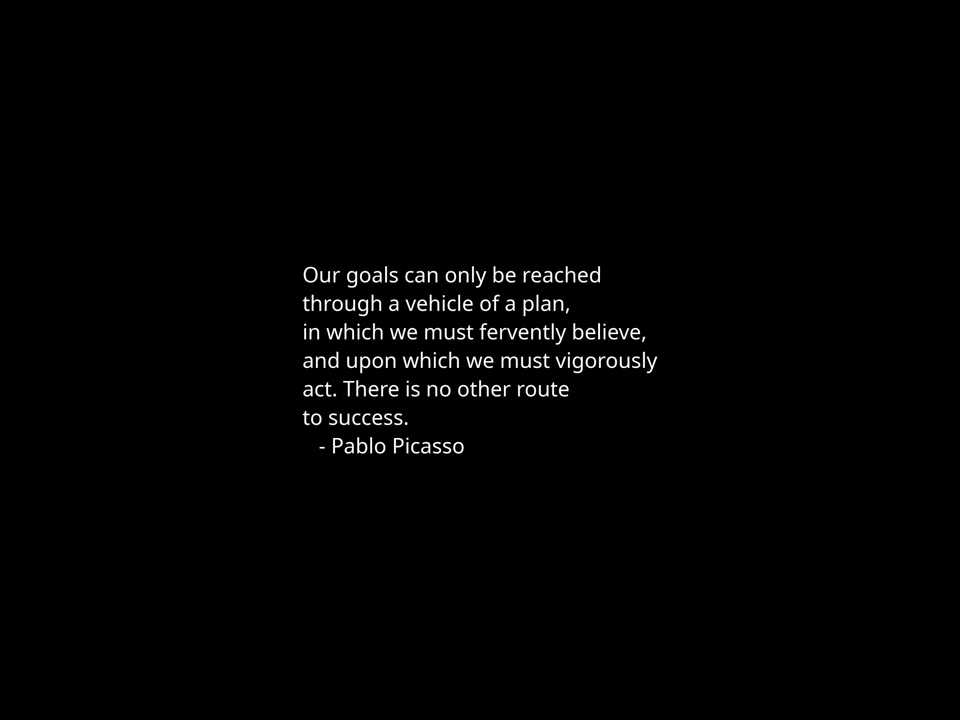 Our goals can only be reached
through a vehicle of a plan,
in which we must fervently believe,
and upon which we must vigorously
act. There is no other route
to success.
- Pablo Picasso